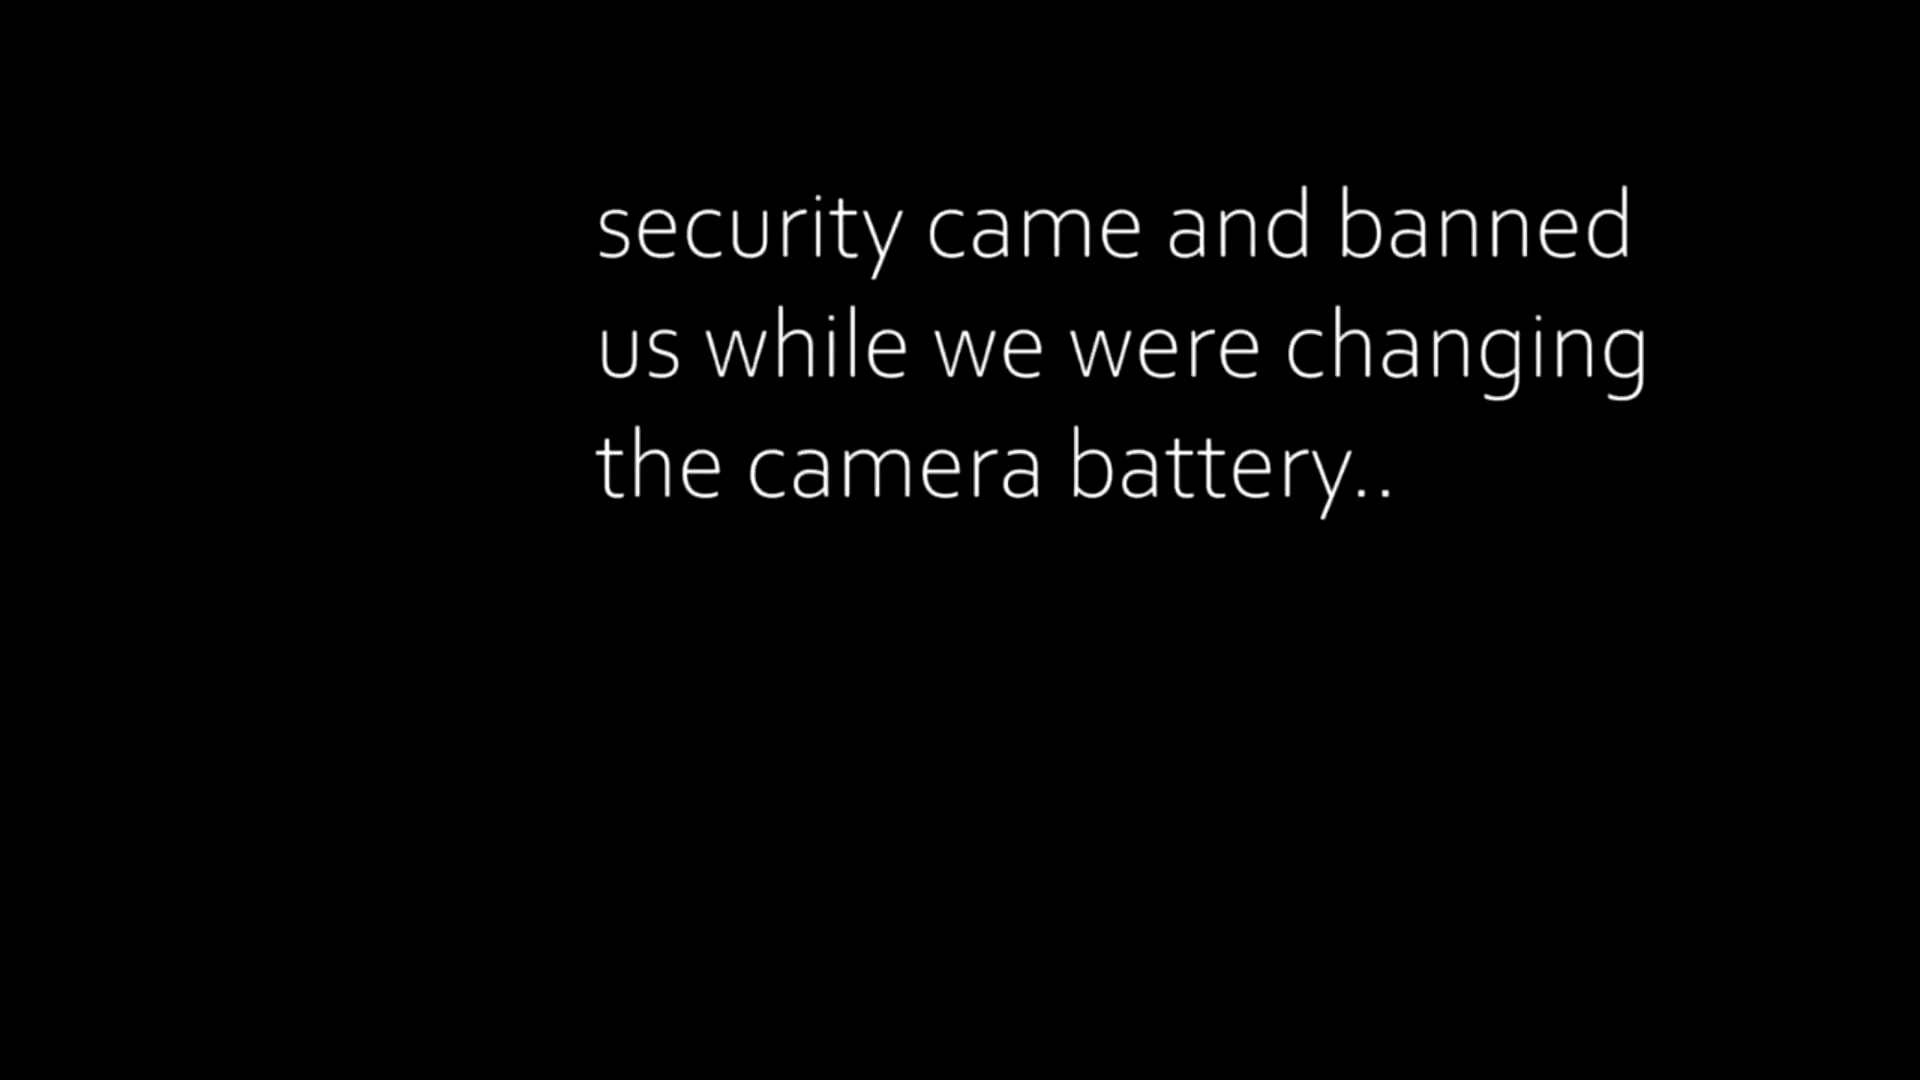 security came and banned
us while we were changing
the camera battery..